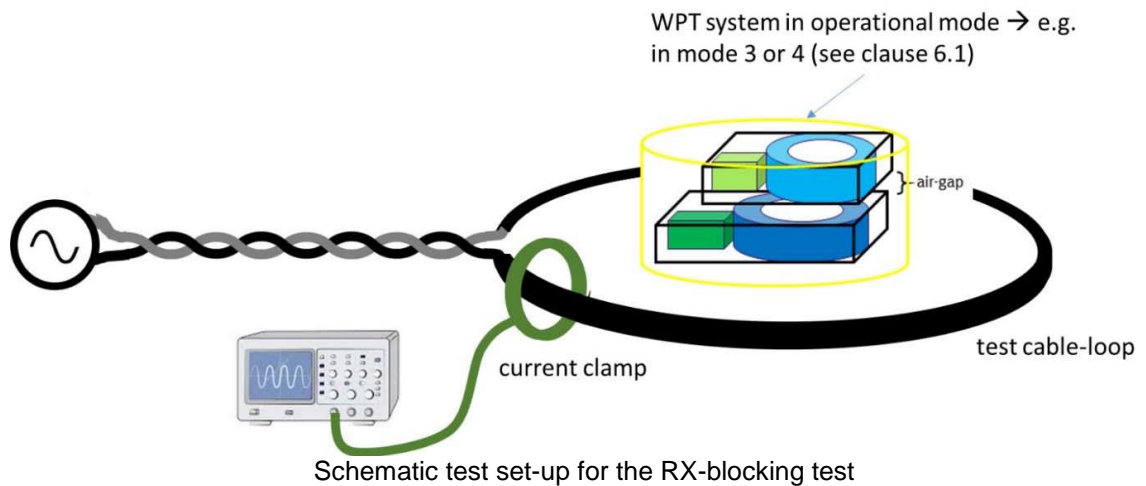 WPT system in operational mode → e.g.
in mode 3 or 4 (see clause 6.1)
air-gap
test cable-loop
current clamp
Schematic test set-up for the RX-blocking test